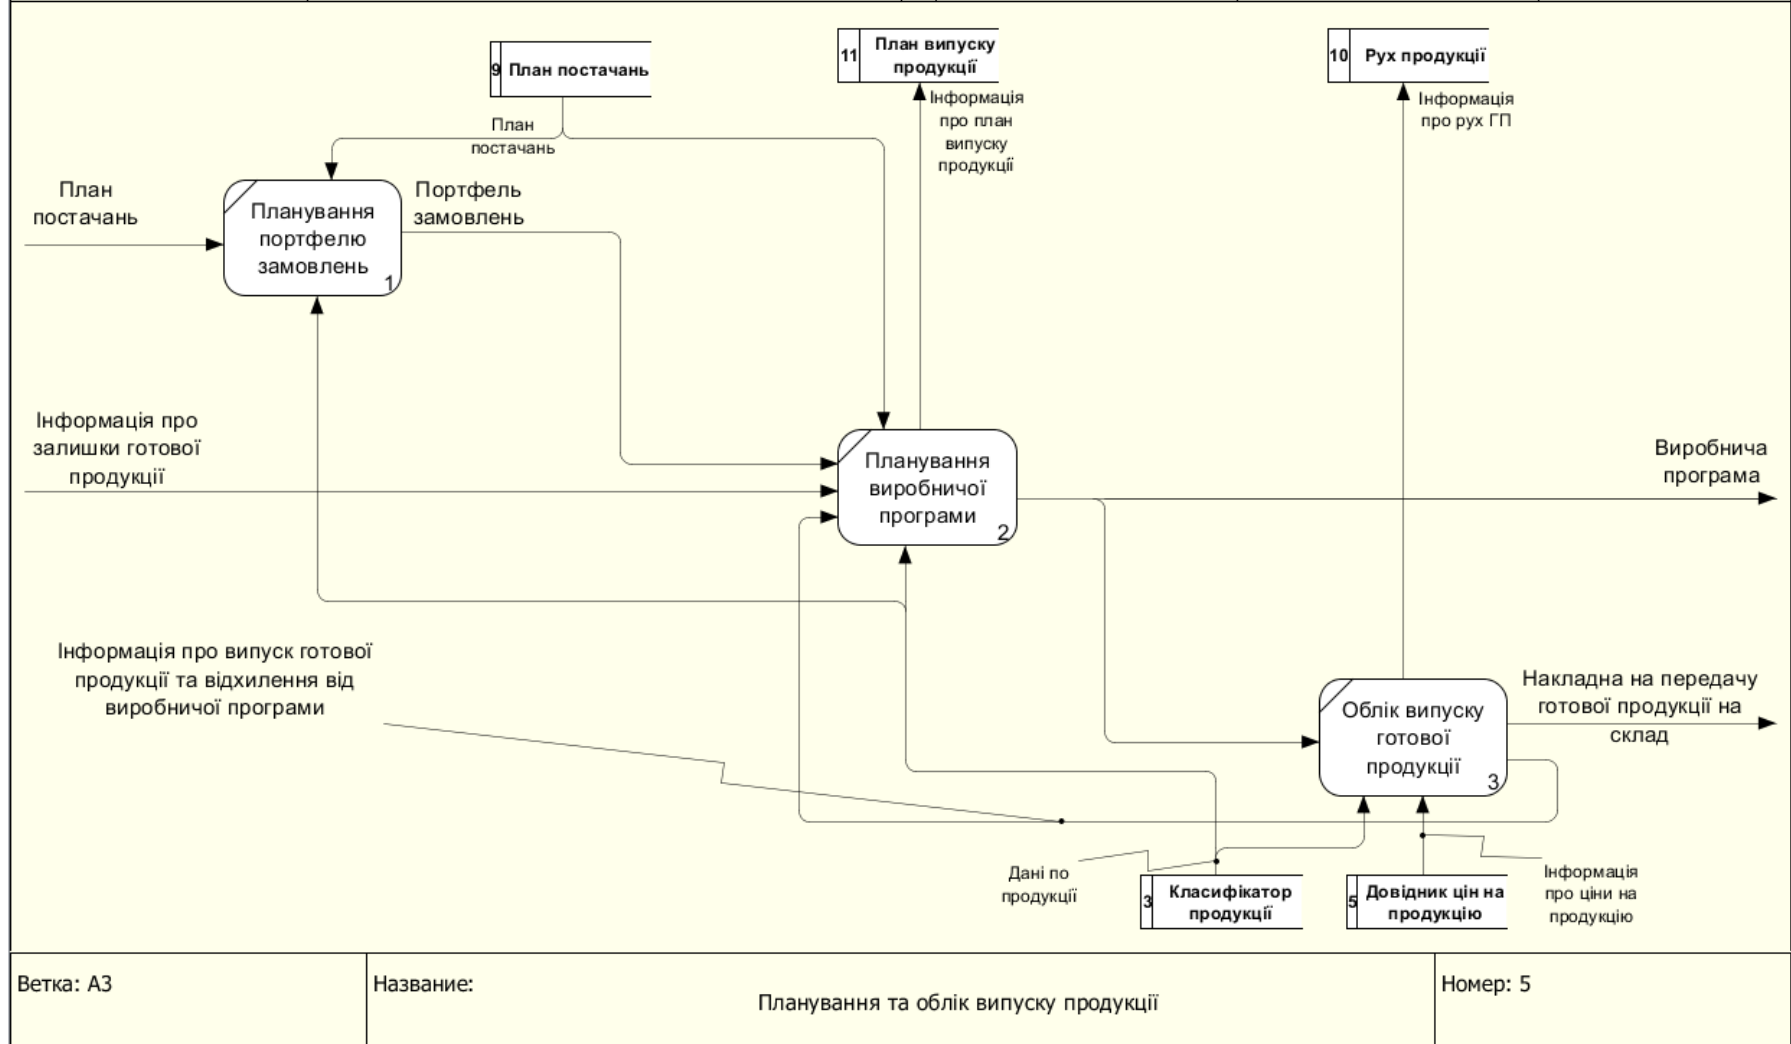 9 План постачань
11 План випуску
продукції
10 Рух продукції
План
постачань
Інформація
про план
випуску
продукції
Інформація
про рух ГП
План
постачань
Планування
портфелю
замовлень
1
Портфель
замовлень
Інформація про
залишки готової
продукції
Планування
виробничої
програми
2
Виробнича
програма
Інформація про випуск готової
продукції та відхилення від
виробничої програми
Облік випуску
готової
продукції
3
Накладна на передачу
готової продукції на
склад
Дані по
продукції
3 Класифікатор
продукції
5 Довідник цін на
продукцію
Інформація
про ціни на
продукцію
Ветка: А3
Название:
Планування та облік випуску продукції
Номер: 5